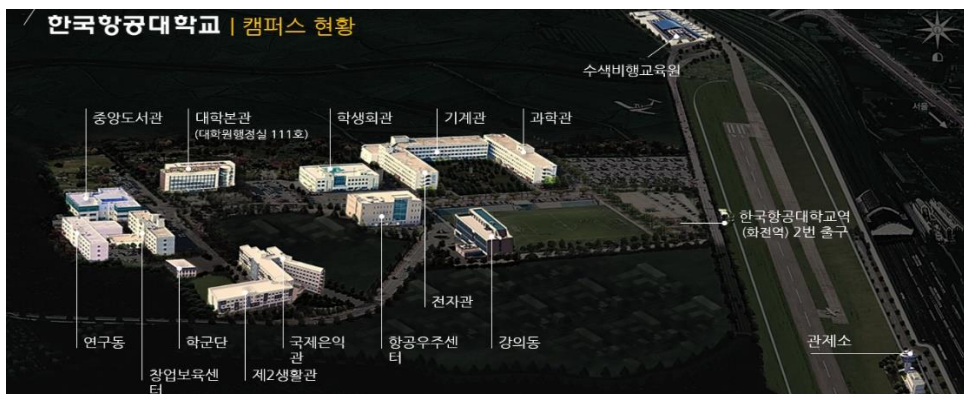 한국항공대학교 | 캠퍼스 현황
수색비행교육원
서울
중앙도서관
대학본관
(대학원행정실 111호)
학생회관
기계관
과학관
한국항공대학교역
(화전역) 2번 출구
전자관
연구동
학군단
국제은익
관
항공우주센
터
강의동
관제소
창업보육센
터
제2생활관